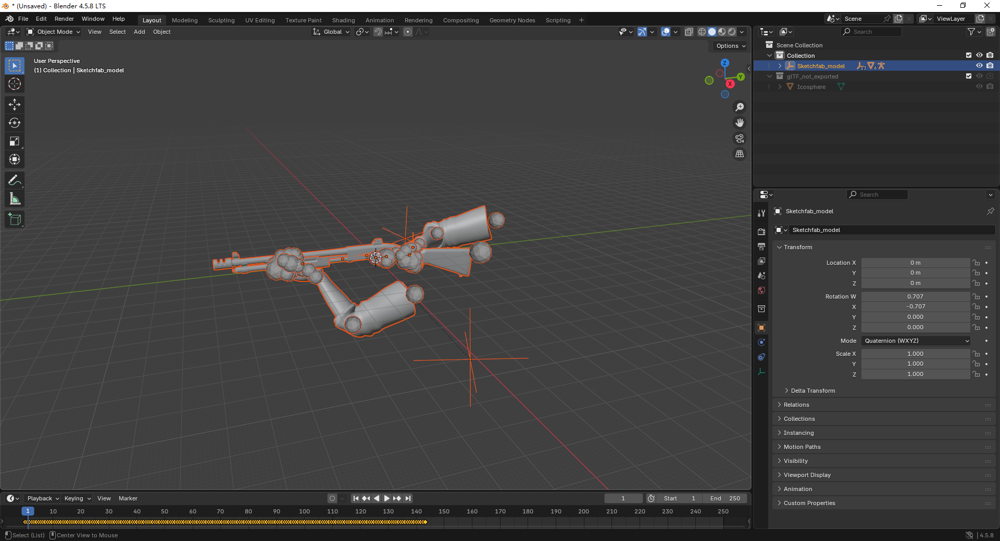 * (Unsaved) - Blender 4.5.8 LTS
File Edit Render Window Help
Layout Modeling Sculpting UV Editing Texture Paint Shading Animation Rendering Compositing Geometry Nodes Scripting +
Scene
ViewLayer
Object Mode View Select Add Object
Global
Search
Options
User Perspective
(1) Collection | Sketchfab_model
Z
Y
X
Scene Collection
Collection
Sketchfab_model 13 6
glTF_not_exported
Icosphere
Search
Sketchfab_model
Sketchfab_model
Transform
Location X 0 m
Y 0 m
Z 0 m
Rotation W 0.707
X -0.707
Y 0.000
Z 0.000
Mode Quaternion (WXYZ)
Scale X 1.000
Y 1.000
Z 1.000
Delta Transform
Relations
Collections
Instancing
Motion Paths
Visibility
Viewport Display
Animation
Custom Properties
Playback Keying View Marker
1 Start 1 End 250
1 10 20 30 40 50 60 70 80 90 100 110 120 130 140 150 160 170 180 190 200 210 220 230 240 250
Select (List) Center View to Mouse
4.5.8